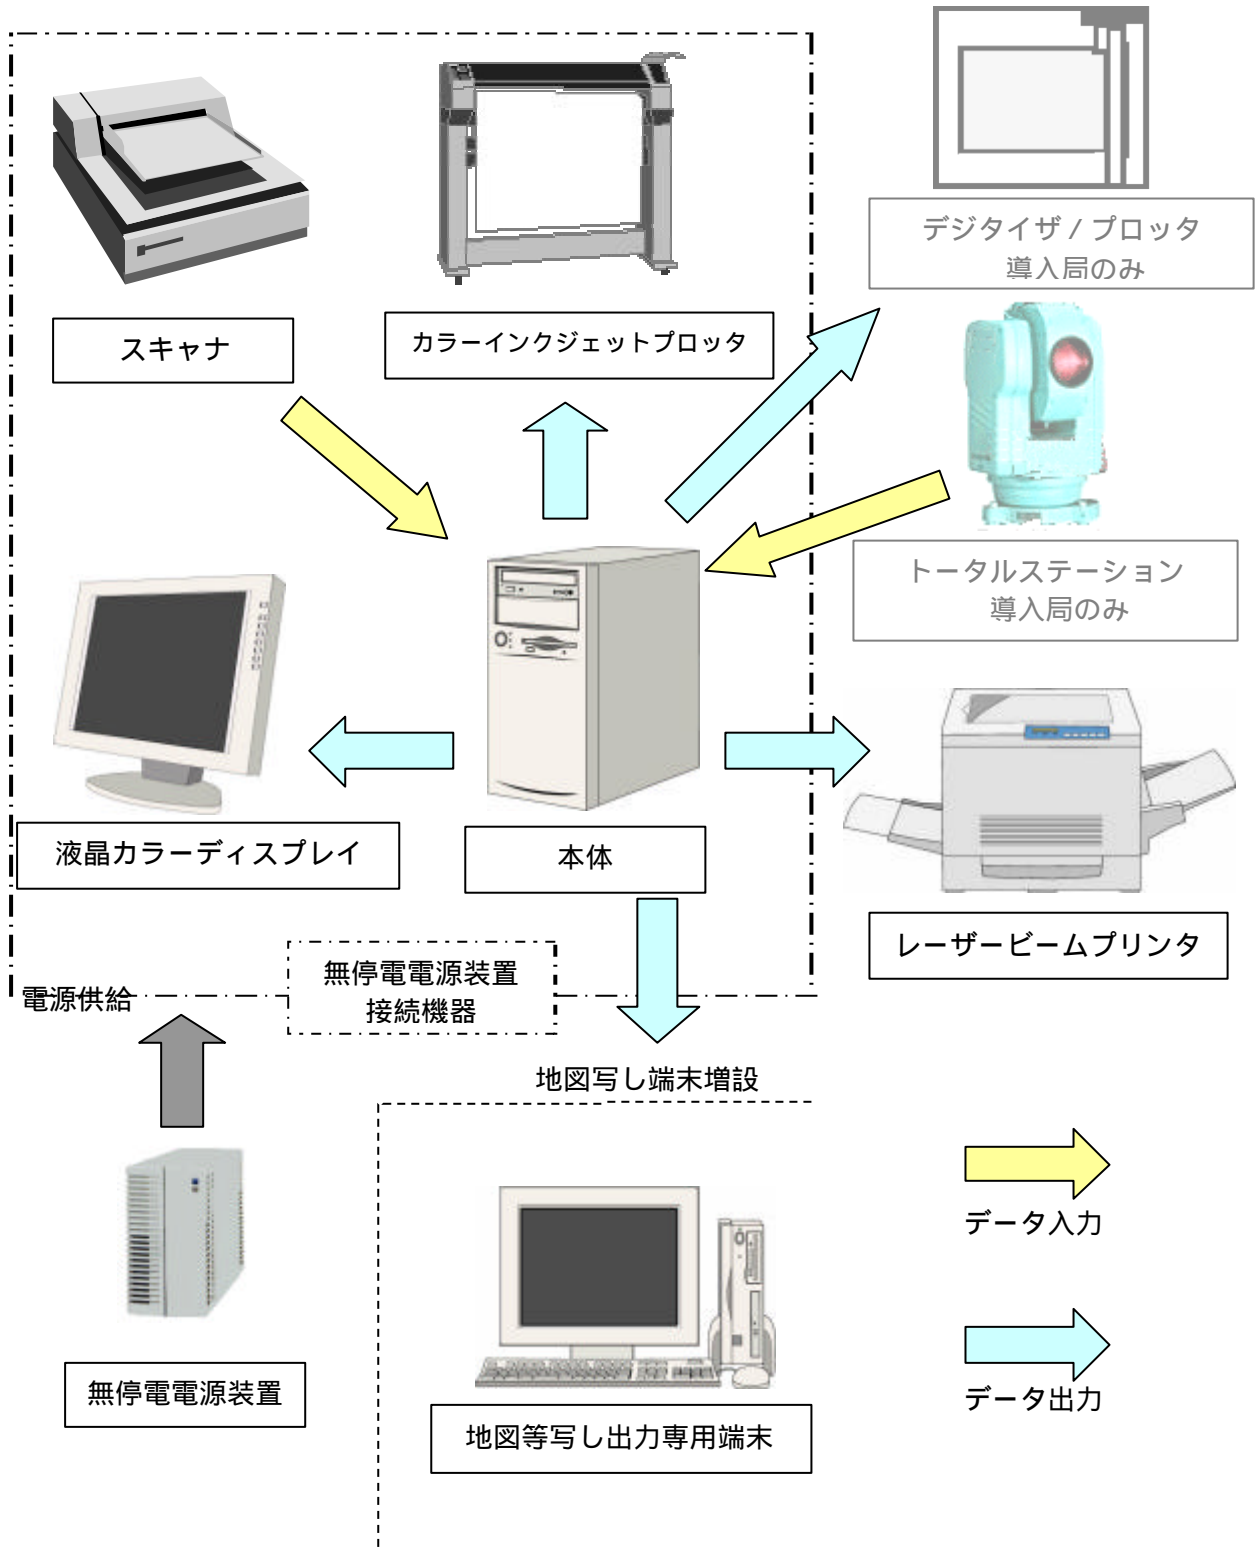 デジタイザ / プロッタ
導入局のみ
スキャナ
カラーインクジェットプロッタ
トータルステーション
導入局のみ
液晶カラーディスプレイ
本体
レーザービームプリンタ
無停電電源装置
接続機器
電源供給
地図写し端末増設
データ入力
無停電電源装置
データ出力
地図等写し出力専用端末